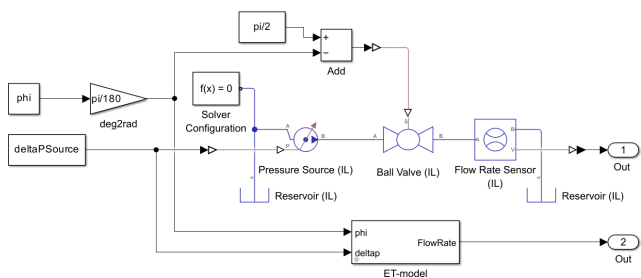 pi/2
+
−
Add
phi
pi/180
deg2rad
f(x) = 0
Solver
Configuration
deltaPSource
A
P
B
Pressure Source (IL)
A
S
B
Ball Valve (IL)
A
B
V
Flow Rate Sensor
(IL)
A
Reservoir (IL)
A
Reservoir (IL)
1
Out
phi
deltap
FlowRate
ET-model
2
Out